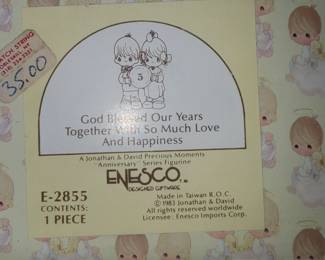 35.00
5
God Blessed Our Years
Together With So Much Love
And Happiness
A Jonathan & David Precious Moments
"Anniversary" Series Figurine
ENESCO
DESIGNED GIFTWARE
E-2855
CONTENTS:
1 PIECE
Made in Taiwan R.O.C.
© 1983 Jonathan & David
All rights reserved worldwide
Licensee : Enesco Imports Corp.